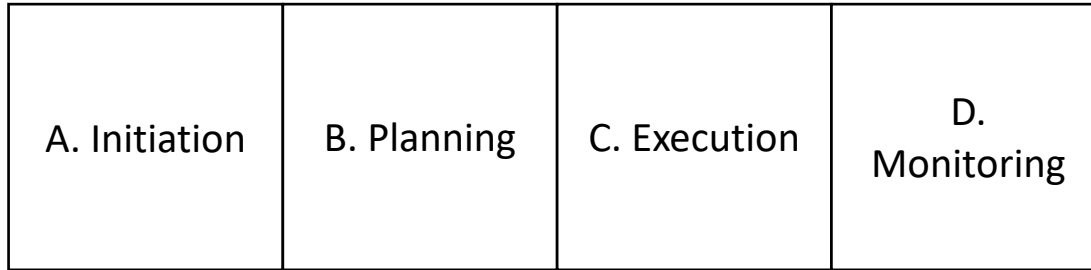 A. Initiation
B. Planning
C. Execution
D.
Monitoring